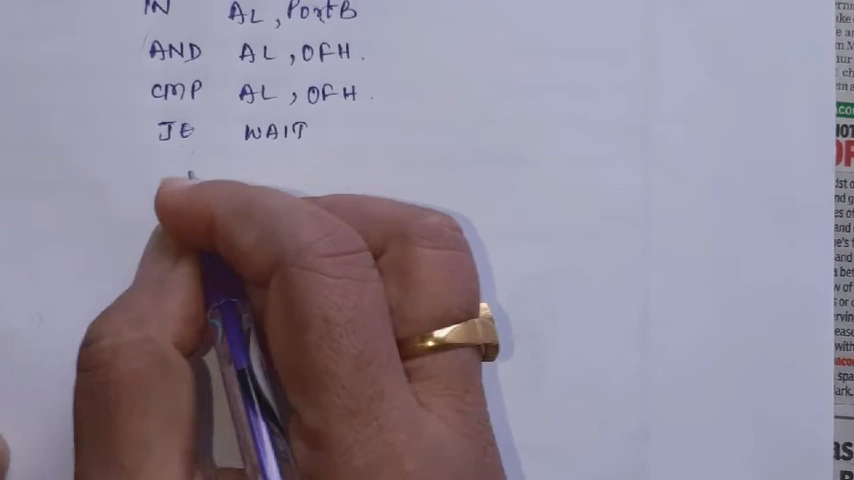 IN AL, PortB
AND AL, OFH.
CMP AL, OFH.
JE WAIT